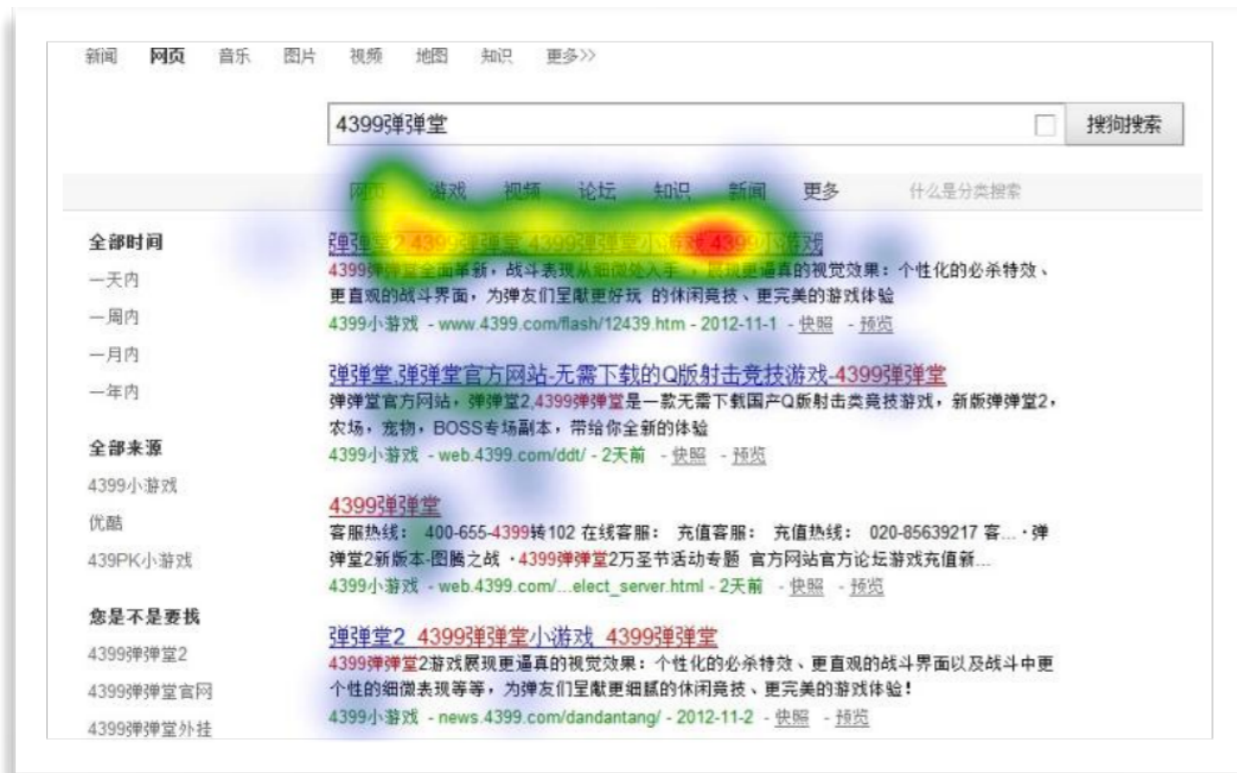 新闻 网页 音乐 图片 视频 地图 知识 更多>>
4399弹弹堂 搜狗搜索
网页 游戏 视频 论坛 知识 新闻 更多 什么是分类搜索
全部时间
一天内
一周内
一月内
一年内
全部来源
4399小游戏
优酷
439PK小游戏
您是不是要找
4399弹弹堂2
4399弹弹堂官网
4399弹弹堂外挂
弹弹堂2,4399弹弹堂,4399弹弹堂小游戏,4399小游戏
4399弹弹堂全面革新，战斗表现从细微处入手，展现更逼真的视觉效果：个性化的必杀特效、
更直观的战斗界面，为弹友们呈献更好玩 的休闲竞技、更完美的游戏体验
4399小游戏 - www.4399.com/flash/12439.htm - 2012-11-1 - 快照 - 预览
弹弹堂,弹弹堂官方网站-无需下载的Q版射击竞技游戏-4399弹弹堂
弹弹堂官方网站，弹弹堂2,4399弹弹堂是一款无需下载国产Q版射击类竞技游戏，新版弹弹堂2，
农场，宠物，BOSS专场副本，带给你全新的体验
4399小游戏 - web.4399.com/ddt/ - 2天前 - 快照 - 预览
4399弹弹堂
客服热线： 400-655-4399转102 在线客服： 充值客服： 充值热线： 020-85639217 客...·弹
弹堂2新版本-图腾之战 ·4399弹弹堂2万圣节活动专题 官方网站官方论坛游戏充值新...
4399小游戏 - web.4399.com/...elect_server.html - 2天前 - 快照 - 预览
弹弹堂2_4399弹弹堂小游戏_4399弹弹堂
4399弹弹堂2游戏展现更逼真的视觉效果：个性化的必杀特效、更直观的战斗界面以及战斗中更
个性的细微表现等等，为弹友们呈献更细腻的休闲竞技、更完美的游戏体验！
4399小游戏 - news.4399.com/dandantang/ - 2012-11-2 - 快照 - 预览